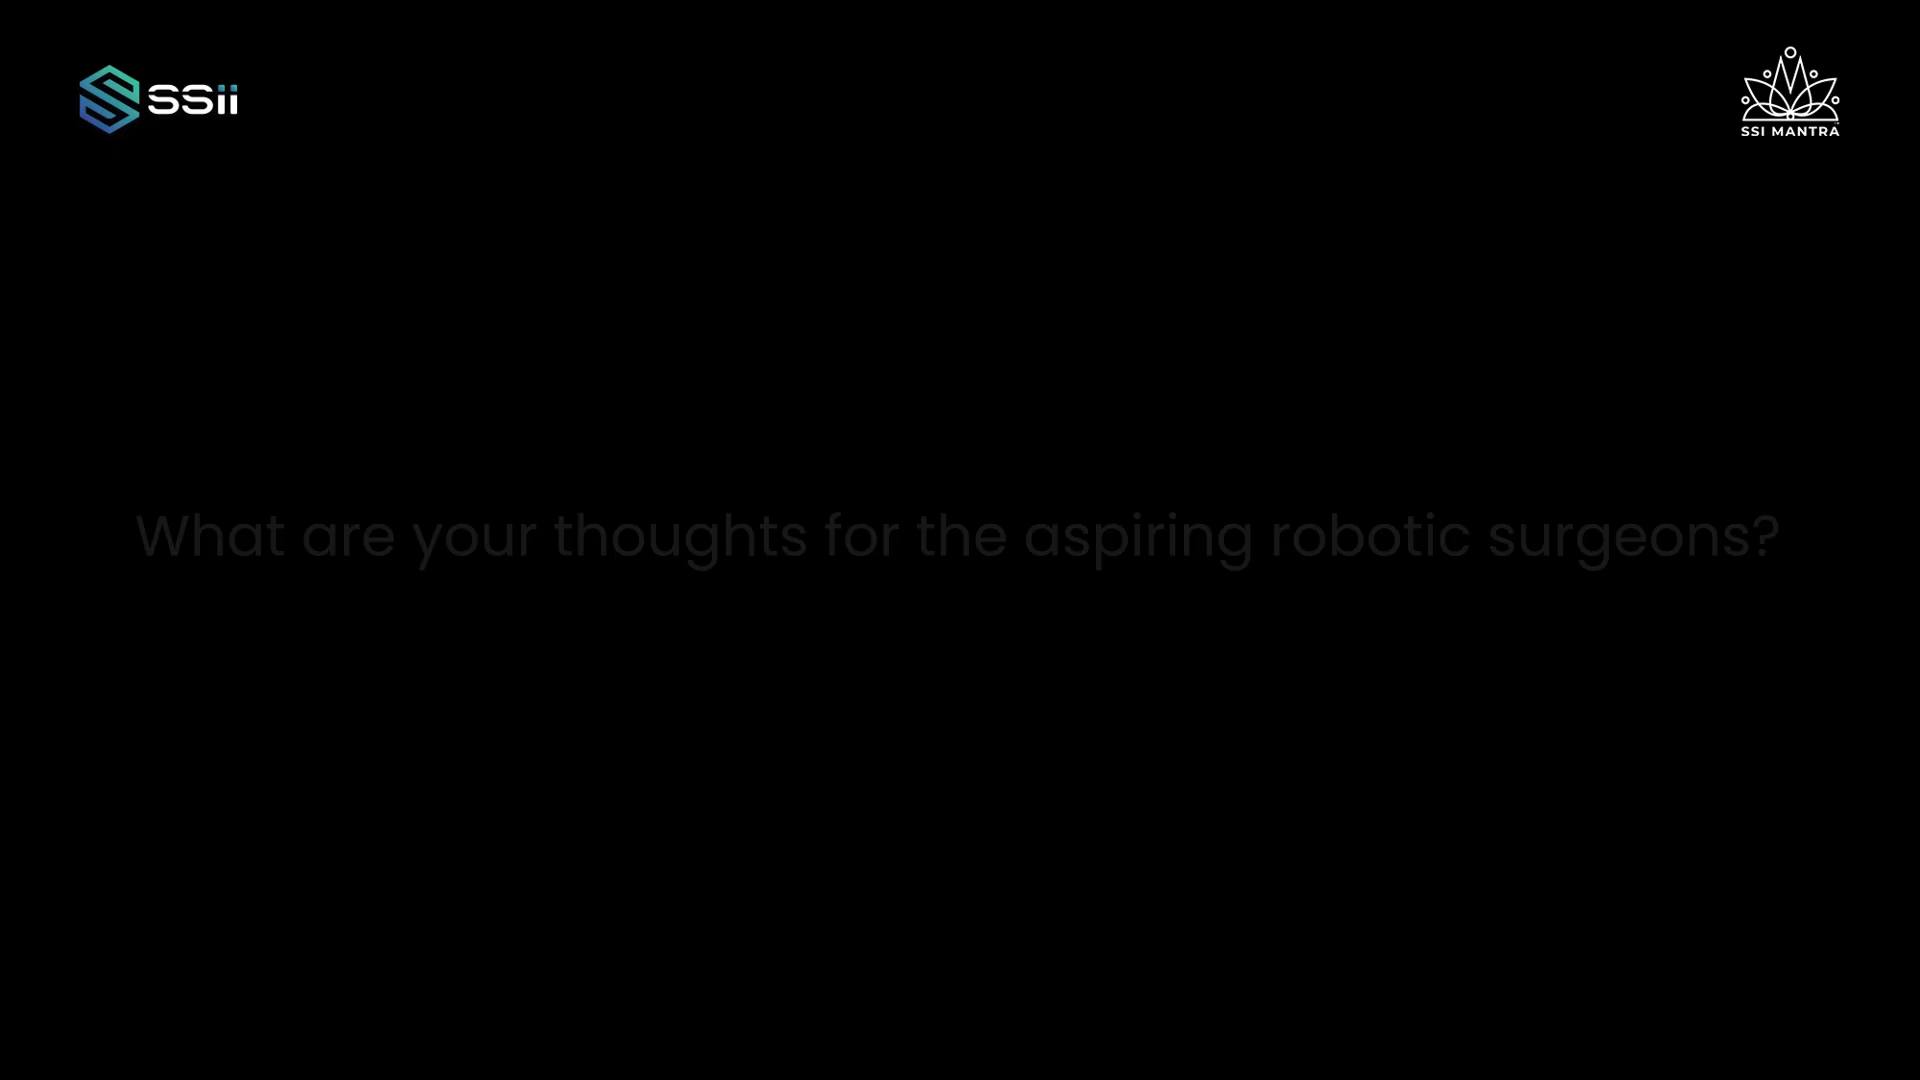 SSii
SSI MANTRA
What are your thoughts for the aspiring robotic surgeons?